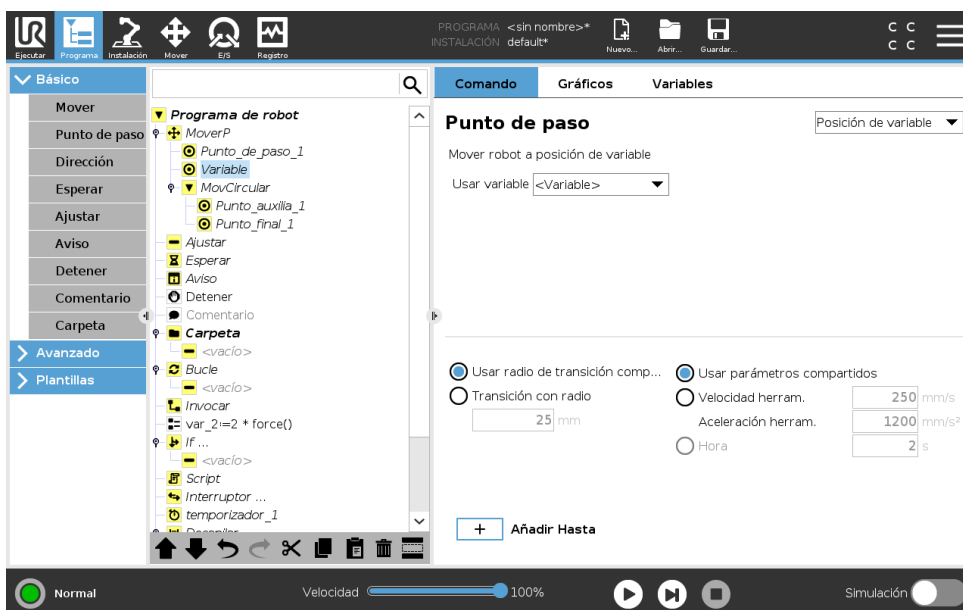 UR
PROGRAMA <sin nombre>*
INSTALACIÓN default*
C C
C C
Ejecutar Programa Instalación Mover E/S Registro Nuevo... Abrir... Guardar...
Básico
Mover
Punto de paso
Dirección
Esperar
Ajustar
Aviso
Detener
Comentario
Carpeta
Avanzado
Plantillas
Programa de robot
MoverP
Punto_de_paso_1
Variable
MovCircular
Punto_auxilia_1
Punto_final_1
Ajustar
Esperar
Aviso
Detener
Comentario
Carpeta
<vacío>
Bucle
<vacío>
Invocar
var_2:=2 * force()
If ...
<vacío>
Script
Interruptor ...
temporizador_1
Comando Gráficos Variables
Punto de paso
Posición de variable
Mover robot a posición de variable
Usar variable <Variable>
Usar radio de transición comp...
Transición con radio
25 mm
Usar parámetros compartidos
Velocidad herram. 250 mm/s
Aceleración herram. 1200 mm/s²
Hora 2 s
+ Añadir Hasta
Normal
Velocidad 100%
Simulación